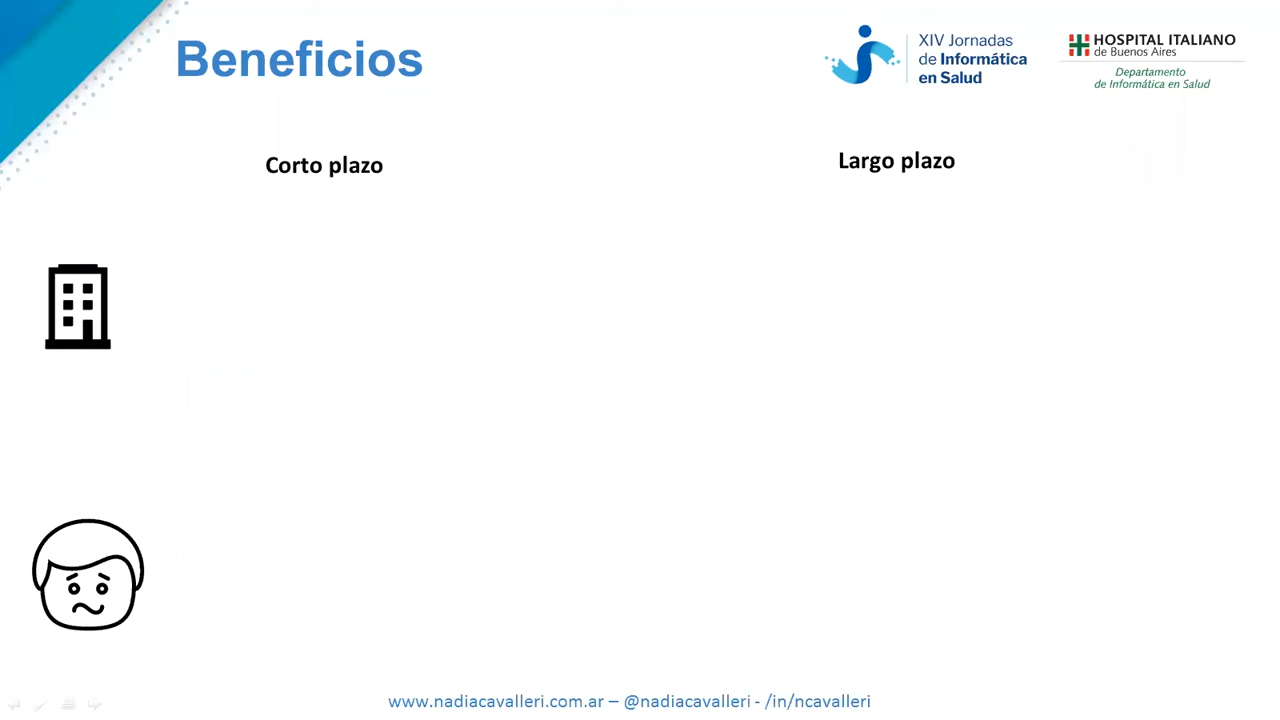 Beneficios
XIV Jornadas
de Informática
en Salud
HOSPITAL ITALIANO
de Buenos Aires
Departamento
de Informática en Salud
Corto plazo
Largo plazo
www.nadiacavalleri.com.ar – @nadiacavalleri - /in/ncavalleri